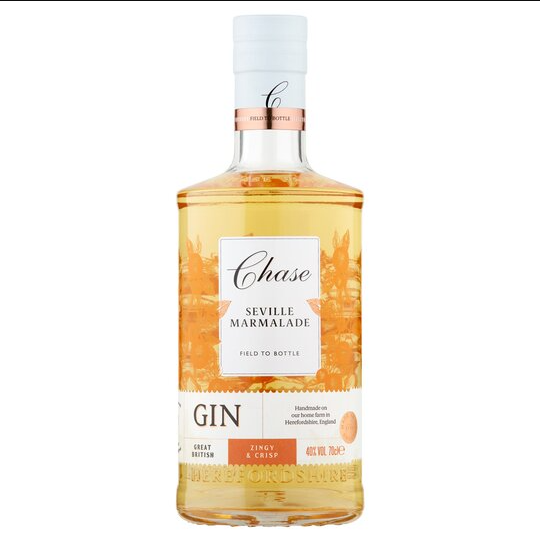 C
FIELD TO BOTTLE
Chase
SEVILLE
MARMALADE
FIELD TO BOTTLE
GIN
Handmade on
our home farm in
Herefordshire, England
GREAT
BRITISH
ZINGY
& CRISP
40% VOL 70cl℮
HEREFORDSHIRE